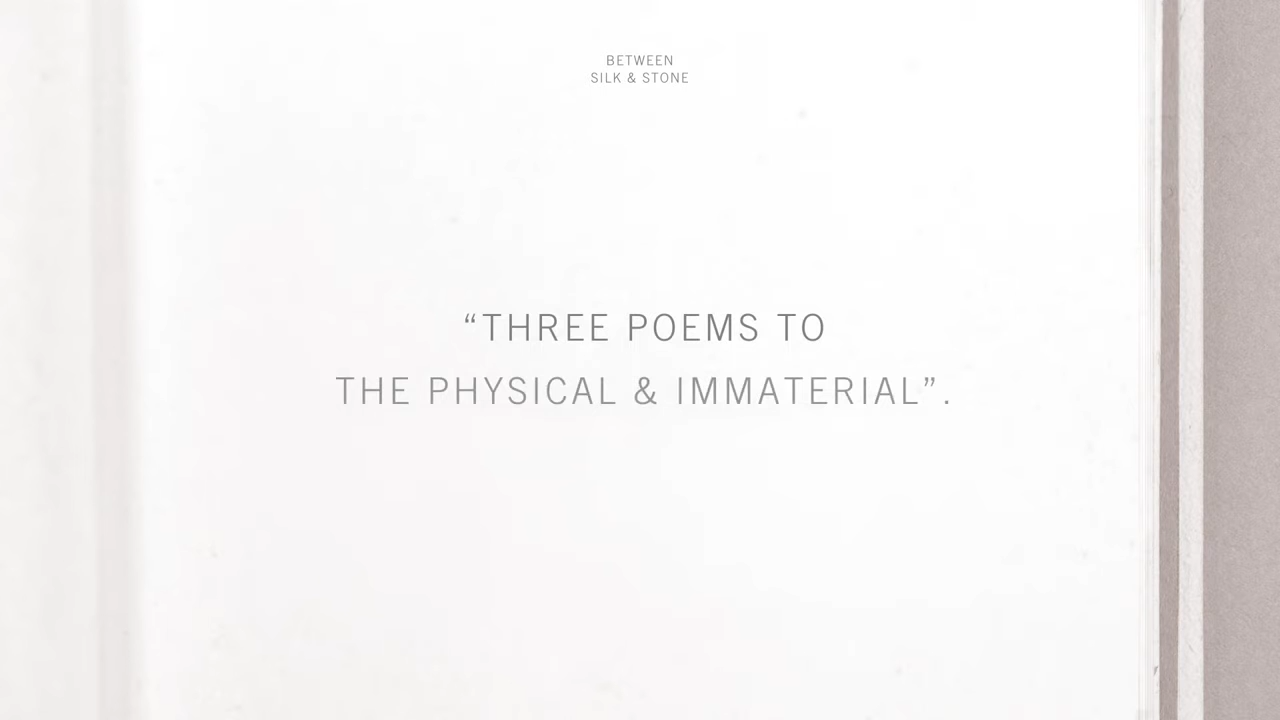 BETWEEN
SILK & STONE
“THREE POEMS TO
THE PHYSICAL & IMMATERIAL”.